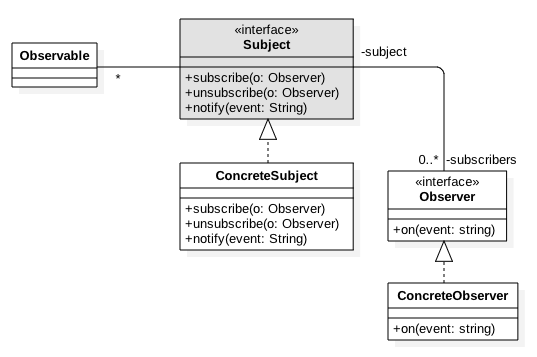 «interface»
Subject
+subscribe(o: Observer)
+unsubscribe(o: Observer)
+notify(event: String)
Observable
*
-subject
0..*
-subscribers
ConcreteSubject
+subscribe(o: Observer)
+unsubscribe(o: Observer)
+notify(event: String)
«interface»
Observer
+on(event: string)
ConcreteObserver
+on(event: string)